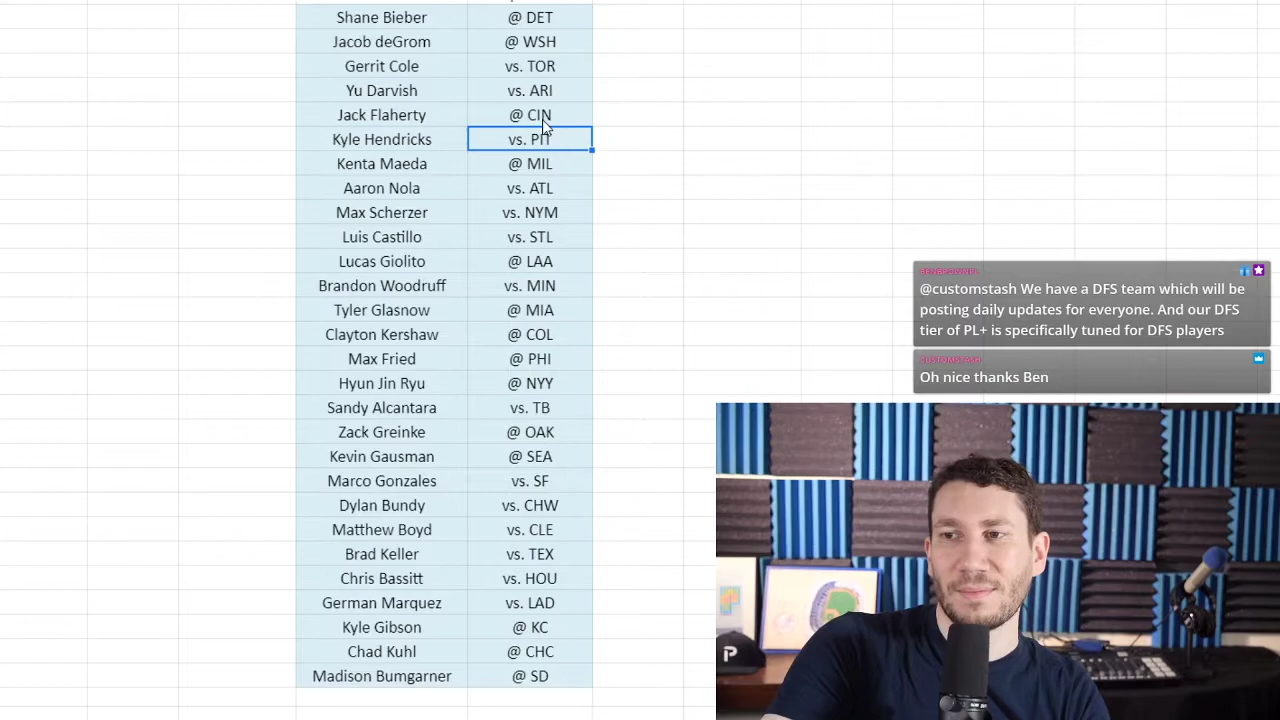 Shane Bieber @ DET
Jacob deGrom @ WSH
Gerrit Cole vs. TOR
Yu Darvish vs. ARI
Jack Flaherty @ CIN
Kyle Hendricks vs. PIT
Kenta Maeda @ MIL
Aaron Nola vs. ATL
Max Scherzer vs. NYM
Luis Castillo vs. STL
Lucas Giolito @ LAA
Brandon Woodruff vs. MIN
Tyler Glasnow @ MIA
Clayton Kershaw @ COL
Max Fried @ PHI
Hyun Jin Ryu @ NYY
Sandy Alcantara vs. TB
Zack Greinke @ OAK
Kevin Gausman @ SEA
Marco Gonzales vs. SF
Dylan Bundy vs. CHW
Matthew Boyd vs. CLE
Brad Keller vs. TEX
Chris Bassitt vs. HOU
German Marquez vs. LAD
Kyle Gibson @ KC
Chad Kuhl @ CHC
Madison Bumgarner @ SD
@customstash We have a DFS team which will be
posting daily updates for everyone. And our DFS
tier of PL+ is specifically tuned for DFS players
CUSTOMSTASH
Oh nice thanks Ben